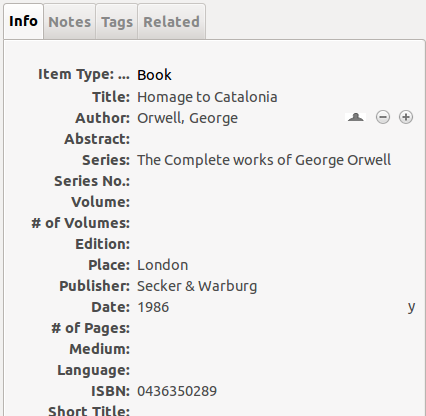 Info Notes Tags Related
Item Type: ... Book
Title: Homage to Catalonia
Author: Orwell, George
Abstract:
Series: The Complete works of George Orwell
Series No.:
Volume:
# of Volumes:
Edition:
Place: London
Publisher: Secker & Warburg
Date: 1986 y
# of Pages:
Medium:
Language:
ISBN: 0436350289
Short Title: